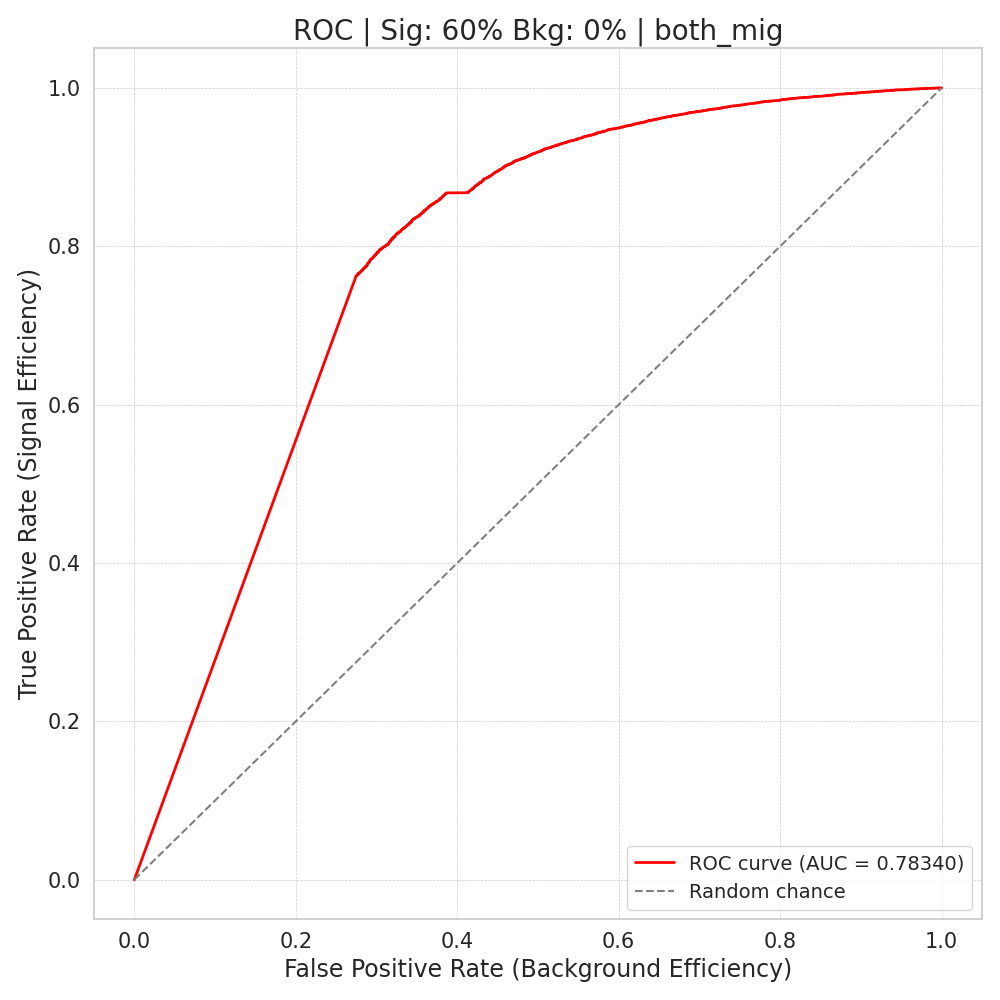 ROC | Sig: 60% Bkg: 0% | both_mig
True Positive Rate (Signal Efficiency)
1.0
0.8
0.6
0.4
0.2
0.0
0.0 0.2 0.4 0.6 0.8 1.0
False Positive Rate (Background Efficiency)
ROC curve (AUC = 0.78340)
Random chance